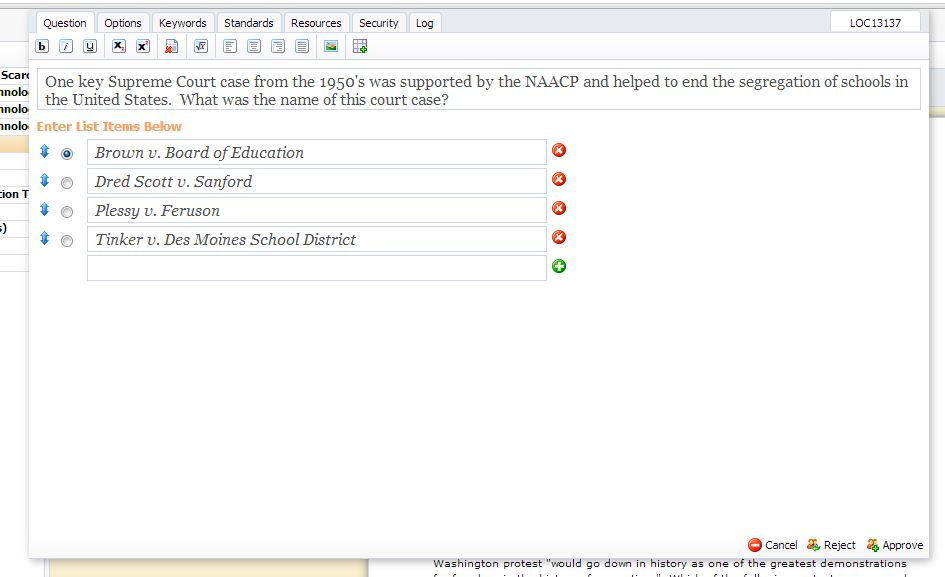 Question Options Keywords Standards Resources Security Log LOC13137
b i U X, X² √x
Scarc
nnolo
nnolo
nnolo
tion T
s)
One key Supreme Court case from the 1950's was supported by the NAACP and helped to end the segregation of schools in
the United States. What was the name of this court case?
Enter List Items Below
Brown v. Board of Education
Dred Scott v. Sanford
Plessy v. Feruson
Tinker v. Des Moines School District
Cancel Reject Approve
Washington protest "would go down in history as one of the greatest demonstrations